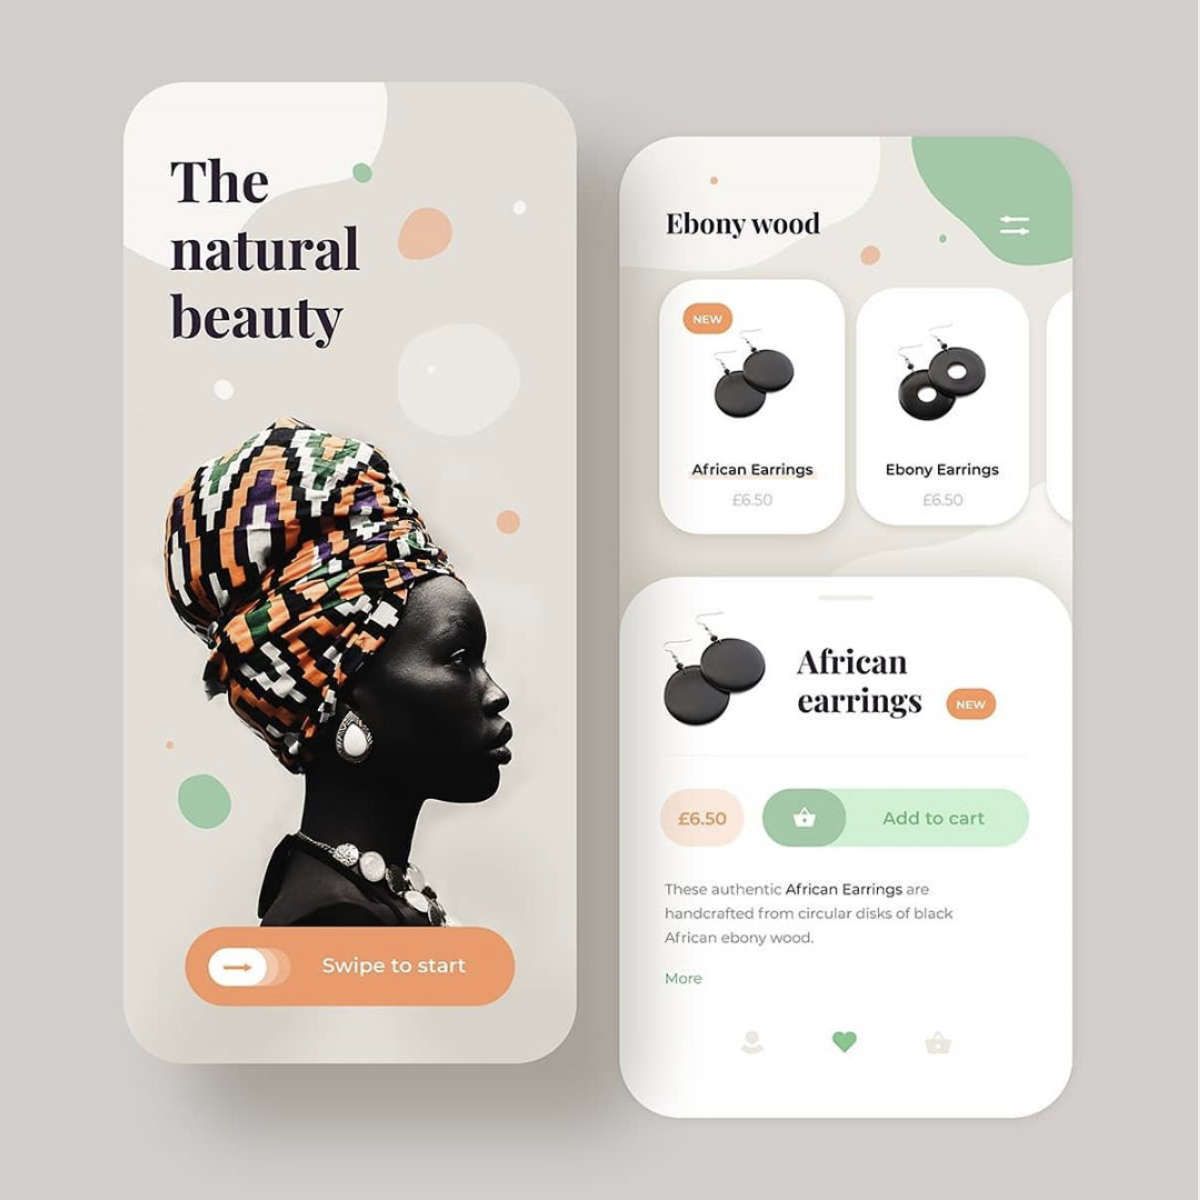 The
natural
beauty
Swipe to start
Ebony wood
NEW
African Earrings
£6.50
Ebony Earrings
£6.50
African
earrings
NEW
£6.50
Add to cart
These authentic African Earrings are
handcrafted from circular disks of black
African ebony wood.
More